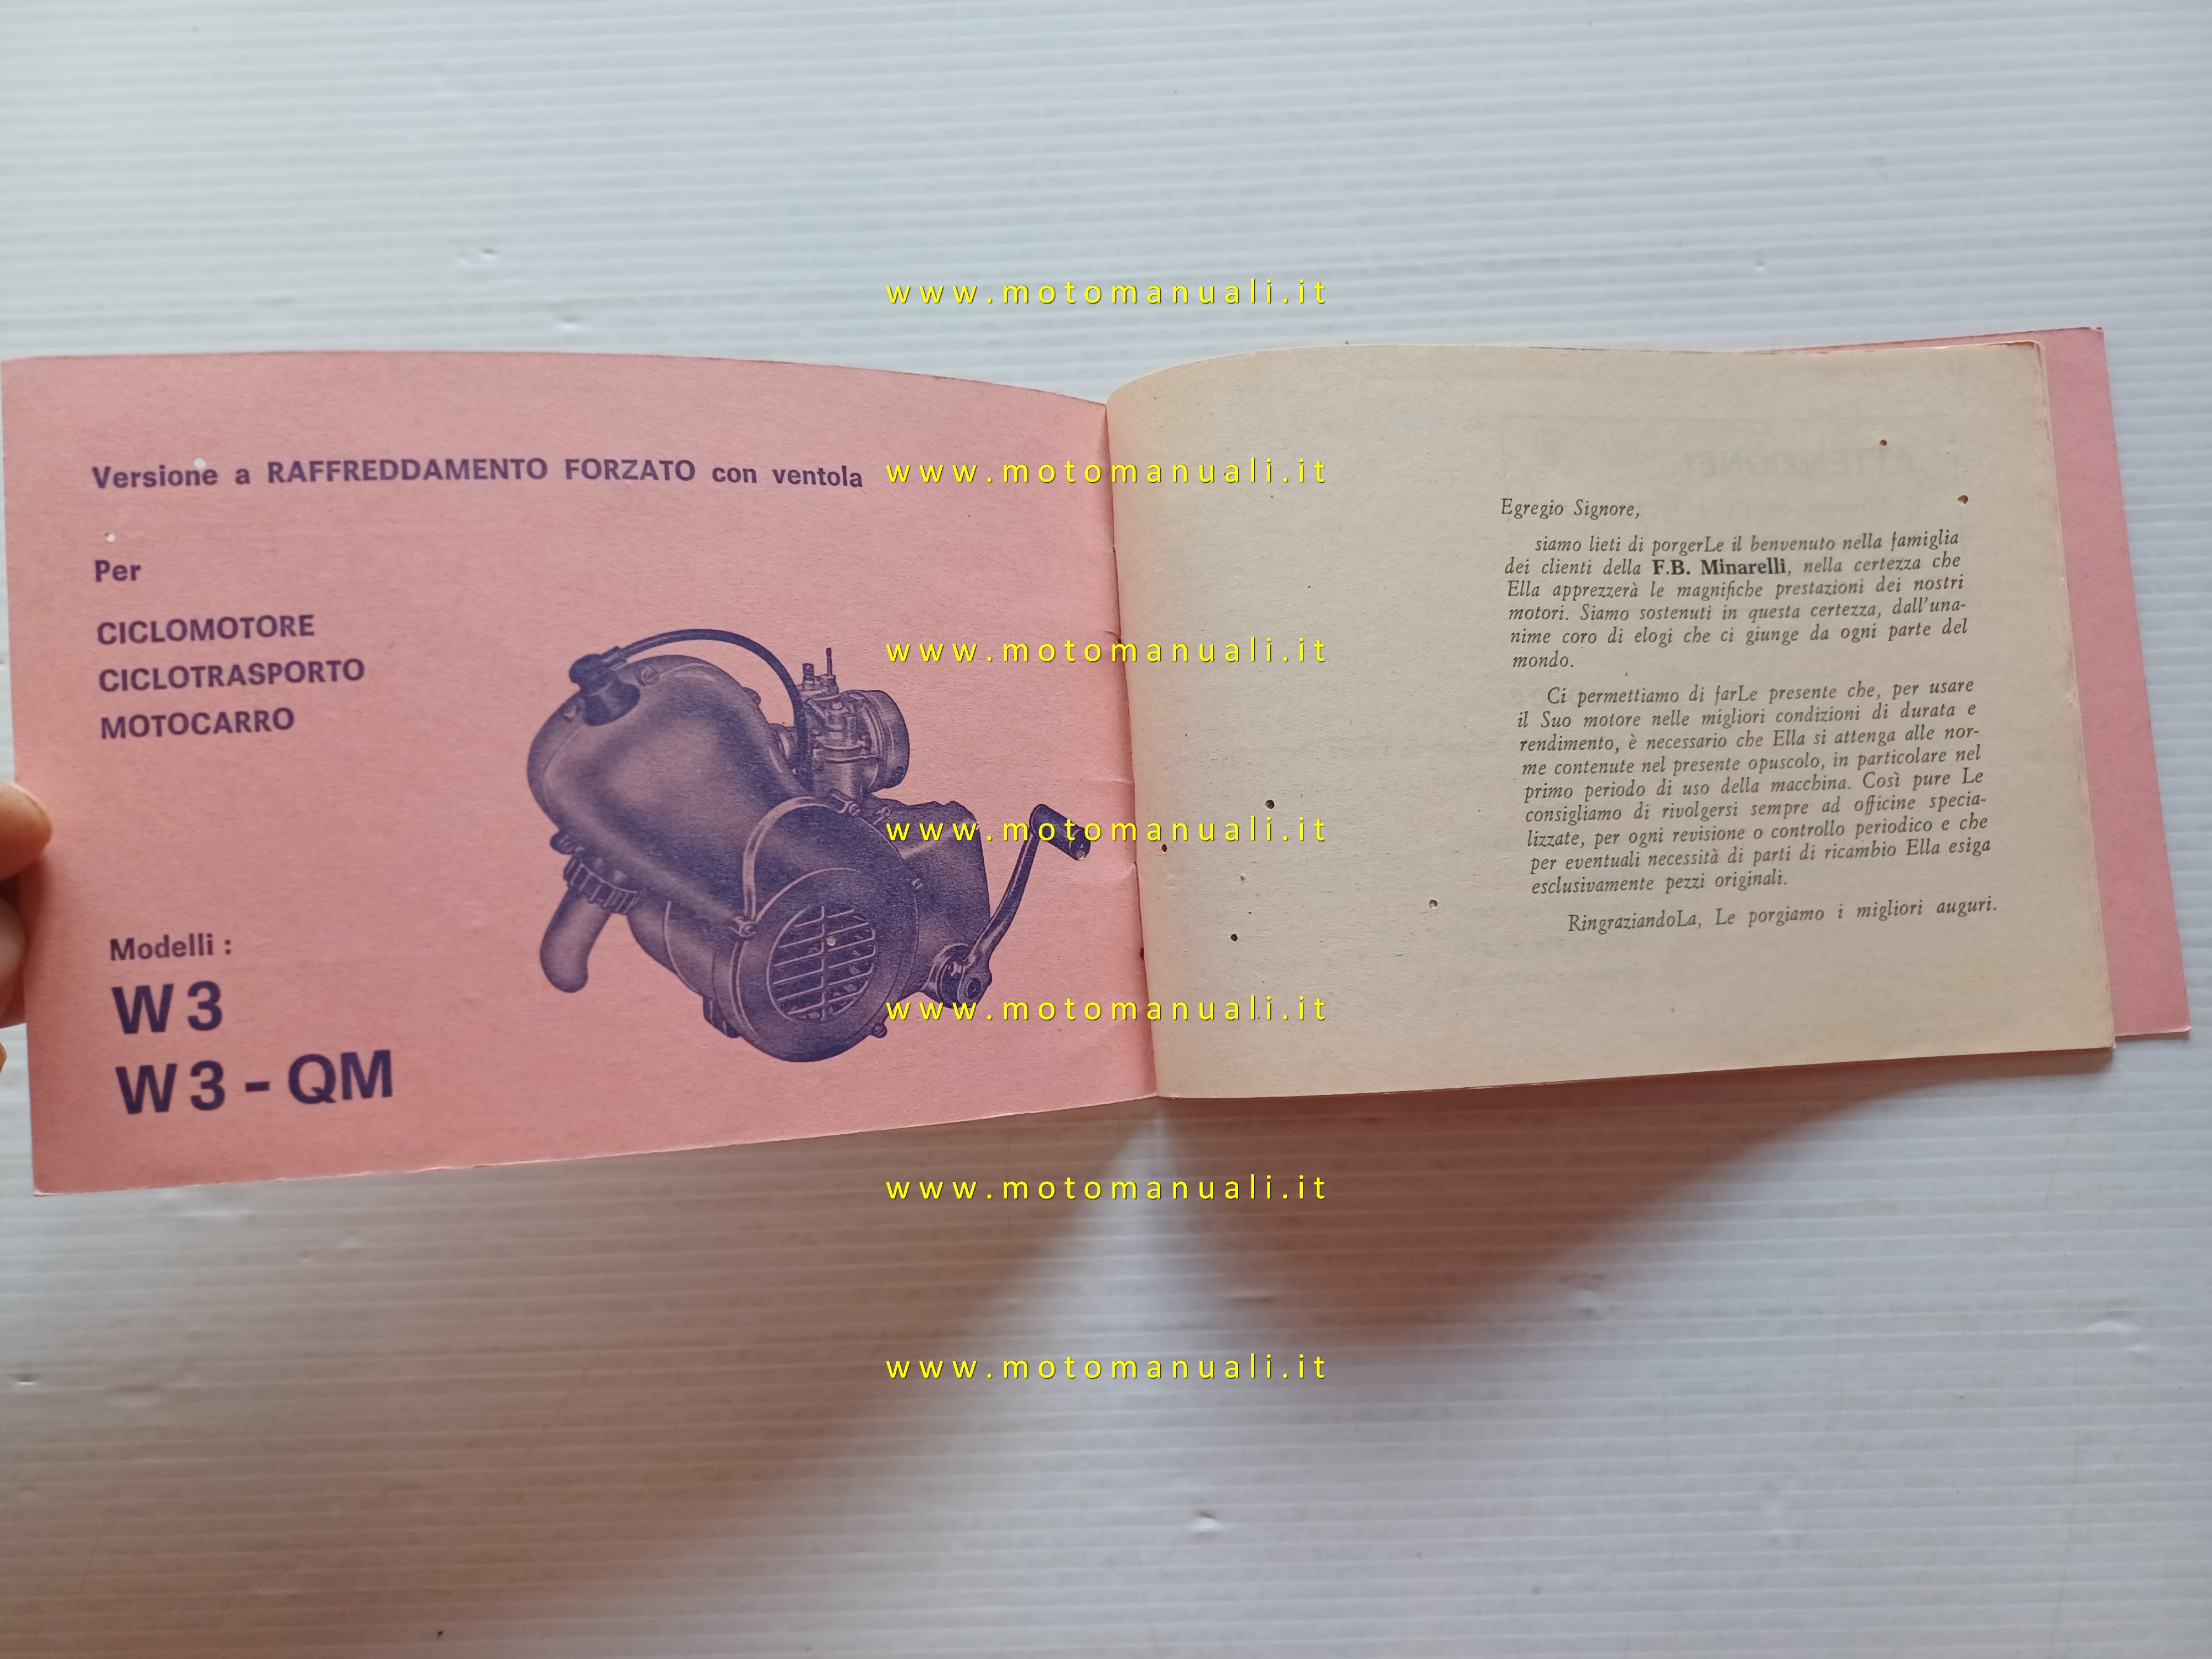 Versione a RAFFREDDAMENTO FORZATO con ventola
Per
CICLOMOTORE
CICLOTRASPORTO
MOTOCARRO
Modelli :
W 3
W 3 - QM
Egregio Signore,
siamo lieti di porgerLe il benvenuto nella famiglia
dei clienti della F.B. Minarelli, nella certezza che
Ella apprezzerà le magnifiche prestazioni dei nostri
motori. Siamo sostenuti in questa certezza, dall'una-
nime coro di elogi che ci giunge da ogni parte del
mondo.
Ci permettiamo di farLe presente che, per usare
il Suo motore nelle migliori condizioni di durata e
rendimento, è necessario che Ella si attenga alle nor-
me contenute nel presente opuscolo, in particolare nel
primo periodo di uso della macchina. Così pure Le
consigliamo di rivolgersi sempre ad officine specia-
lizzate, per ogni revisione o controllo periodico e che
per eventuali necessità di parti di ricambio Ella esiga
esclusivamente pezzi originali.
RingraziandoLa, Le porgiamo i migliori auguri.
www.motomanuali.it
www.motomanuali.it
www.motomanuali.it
www.motomanuali.it
www.motomanuali.it
www.motomanuali.it
www.motomanuali.it